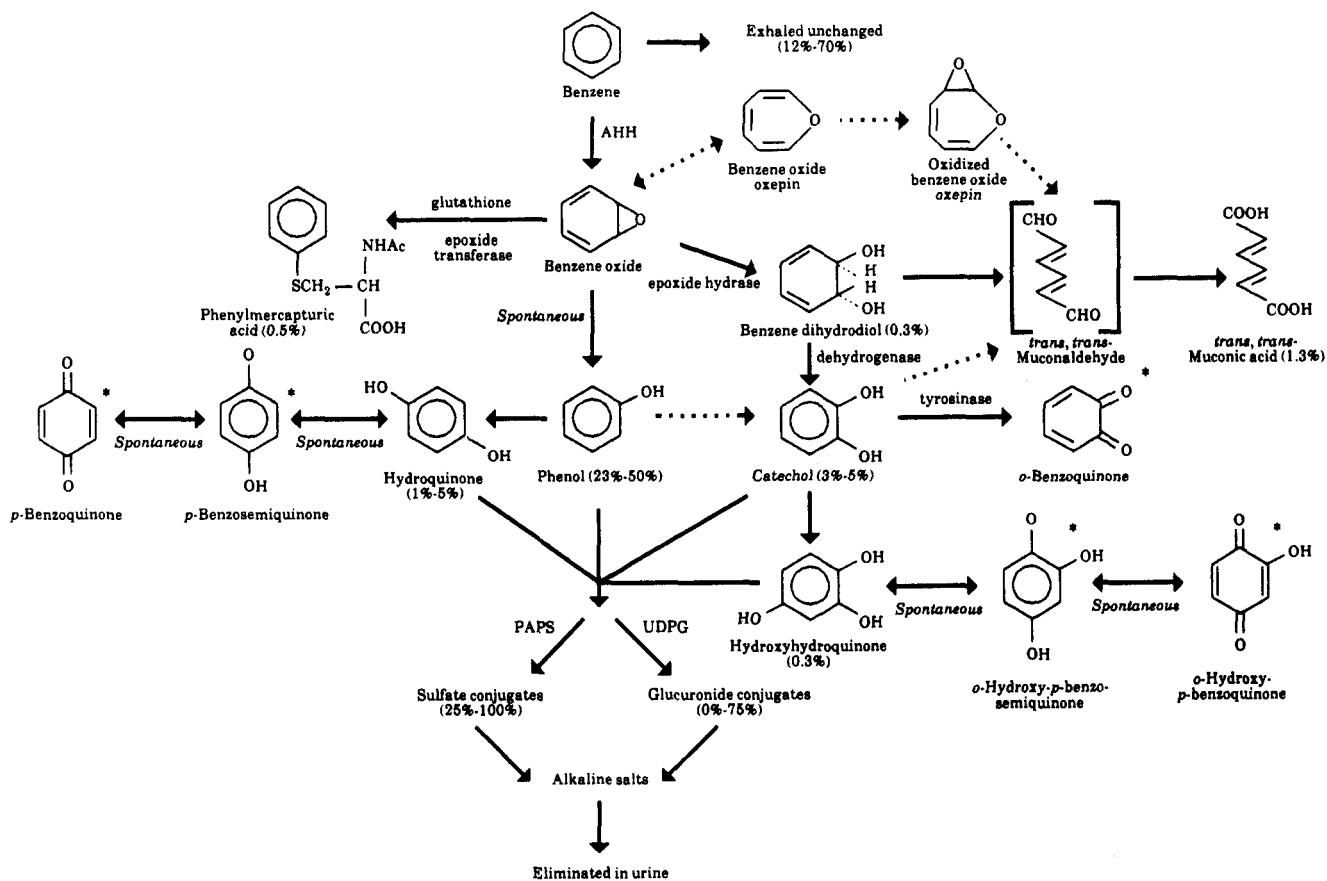 Exhaled unchanged
(12%-70%)
Benzene
O
AHH
O
O
Benzene oxide
oxepin
Oxidized
benzene oxide
oxepin
glutathione
epoxide
transferase
O
Benzene oxide
NHAc
SCH2
C
H
COOH
Phenylmercapturic
acid (0.5%)
epoxide hydrase
OH
H
H
OH
Benzene dihydrodiol (0.3%)
CHO
CHO
trans, trans-
Muconaldehyde
COOH
COOH
trans, trans-
Muconic acid (1.3%)
Spontaneous
dehydrogenase
O
O
*
Spontaneous
p-Benzoquinone
O
*
OH
Spontaneous
p-Benzosemiquinone
HO
OH
Hydroquinone
(1%-5%)
OH
Phenol (23%-50%)
OH
OH
Catechol (3%-5%)
tyrosinase
O
O
*
o-Benzoquinone
OH
HO
OH
Hydroxyhydroquinone
(0.3%)
Spontaneous
O
*
OH
OH
o-Hydroxy-p-benzo-
semiquinone
Spontaneous
O
*
OH
O
o-Hydroxy-
p-benzoquinone
PAPS
UDPG
Sulfate conjugates
(25%-100%)
Glucuronide conjugates
(0%-75%)
Alkaline salts
Eliminated in urine